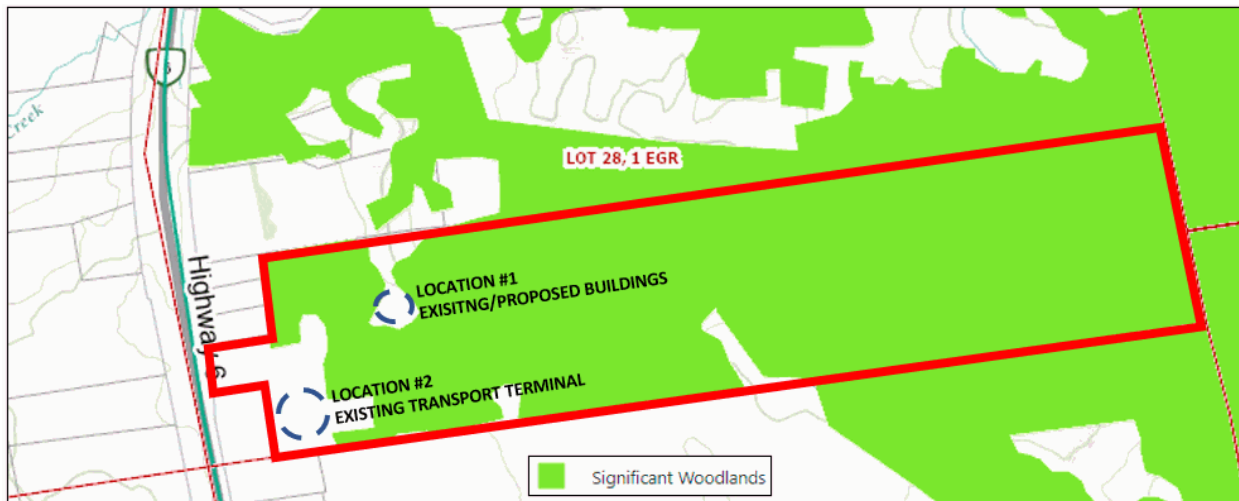 Creek
6
LOT 28, 1 EGR
Highway 6
LOCATION #1
EXISITNG/PROPOSED BUILDINGS
LOCATION #2
EXISTING TRANSPORT TERMINAL
Significant Woodlands